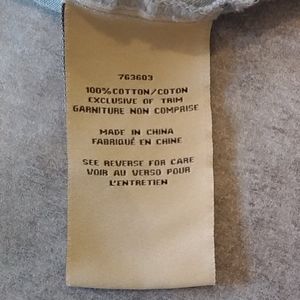 763603
100% COTTON/COTON
EXCLUSIVE OF TRIM
GARNITURE NON COMPRISE
MADE IN CHINA
FABRIQUÉ EN CHINE
SEE REVERSE FOR CARE
VOIR AU VERSO POUR
L'ENTRETIEN